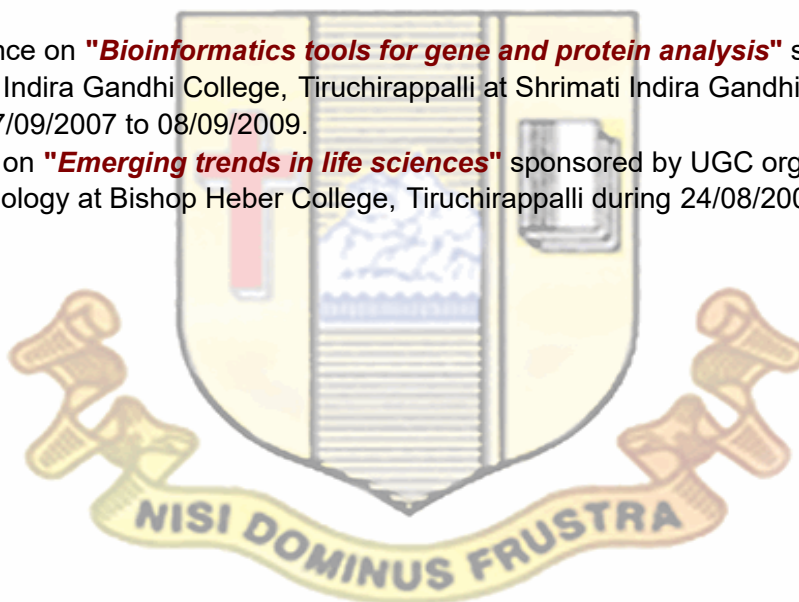 nce on "Bioinformatics tools for gene and protein analysis" s
Indira Gandhi College, Tiruchirappalli at Shrimati Indira Gandhi
7/09/2007 to 08/09/2009.
on "Emerging trends in life sciences" sponsored by UGC org
ology at Bishop Heber College, Tiruchirappalli during 24/08/200
NISI DOMINUS FRUSTRA